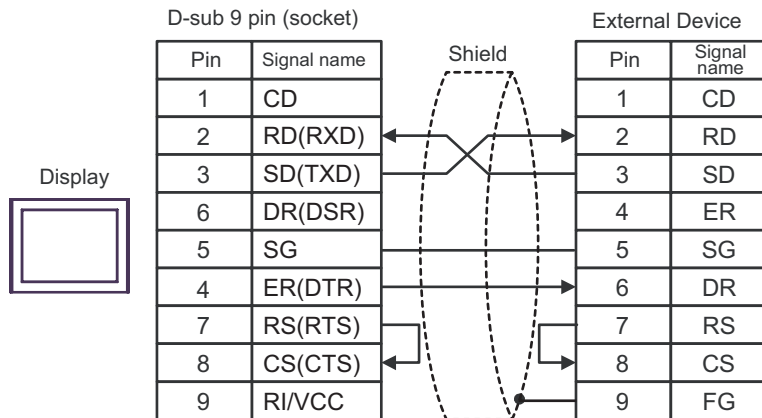 D-sub 9 pin (socket) External Device
Pin Signal name Shield Pin Signal name
1 CD 1 CD
2 RD(RXD) 2 RD
3 SD(TXD) 3 SD
Display
6 DR(DSR) 4 ER
5 SG 5 SG
4 ER(DTR) 6 DR
7 RS(RTS) 7 RS
8 CS(CTS) 8 CS
9 RI/VCC 9 FG